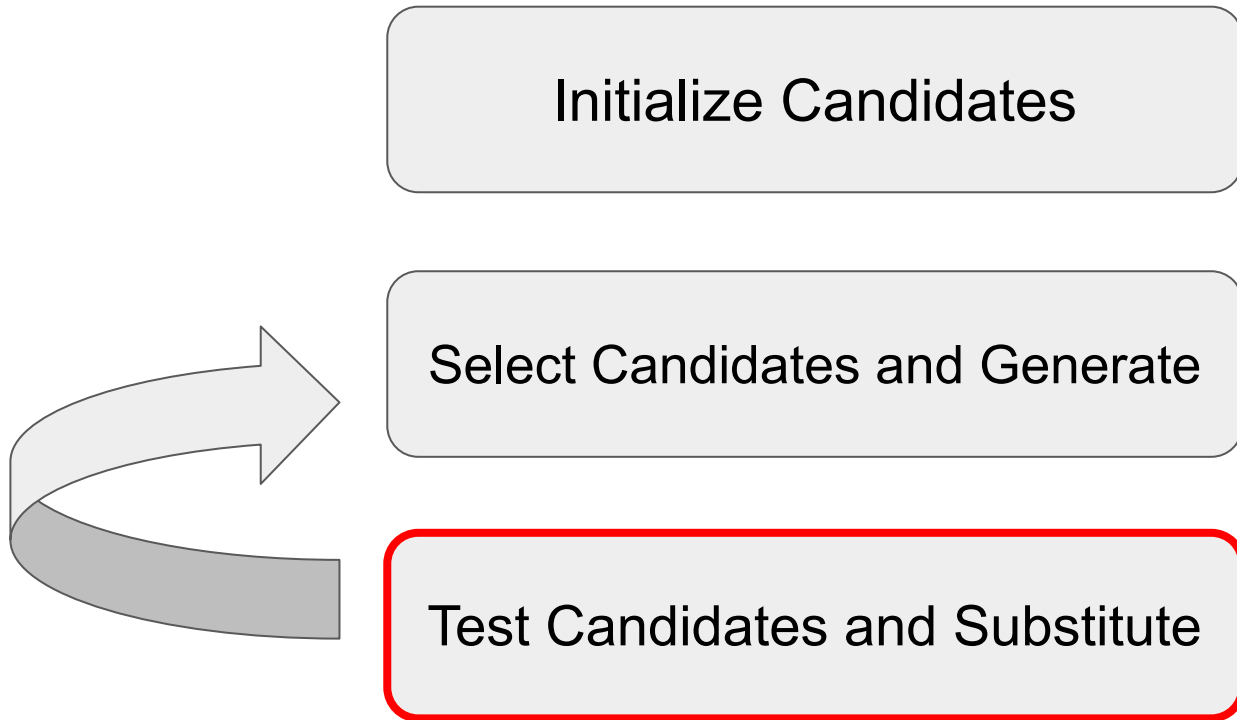 Initialize Candidates
Select Candidates and Generate
Test Candidates and Substitute